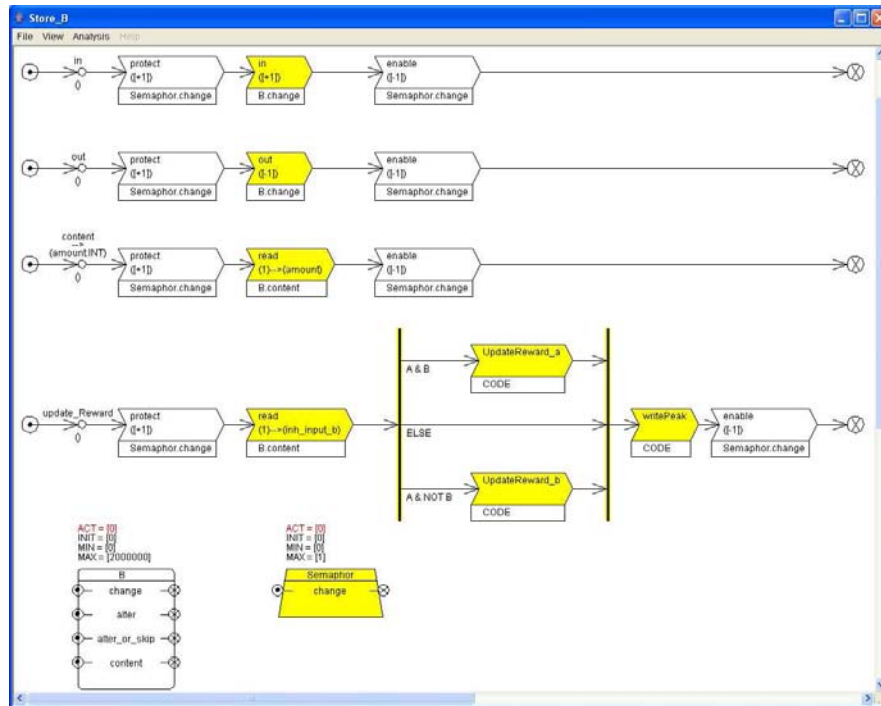 Store_B
File View Analysis Help
in
()
protect
([+1])
Semaphor.change
in
([+1])
B.change
enable
([-1])
Semaphor.change
out
()
protect
([+1])
Semaphor.change
out
([-1])
B.change
enable
([-1])
Semaphor.change
content
-->
(amount:INT)
()
protect
([+1])
Semaphor.change
read
(1)-->(amount)
B.content
enable
([-1])
Semaphor.change
update_Reward
()
protect
([+1])
Semaphor.change
read
(1)-->(inh_input_b)
B.content
A & B
UpdateReward_a
CODE
ELSE
A & NOT B
UpdateReward_b
CODE
writePeak
CODE
enable
([-1])
Semaphor.change
ACT = [0]
INIT = [0]
MIN = [0]
MAX = [2000000]
B
change
alter
alter_or_skip
content
ACT = [0]
INIT = [0]
MIN = [0]
MAX = [1]
Semaphor
change